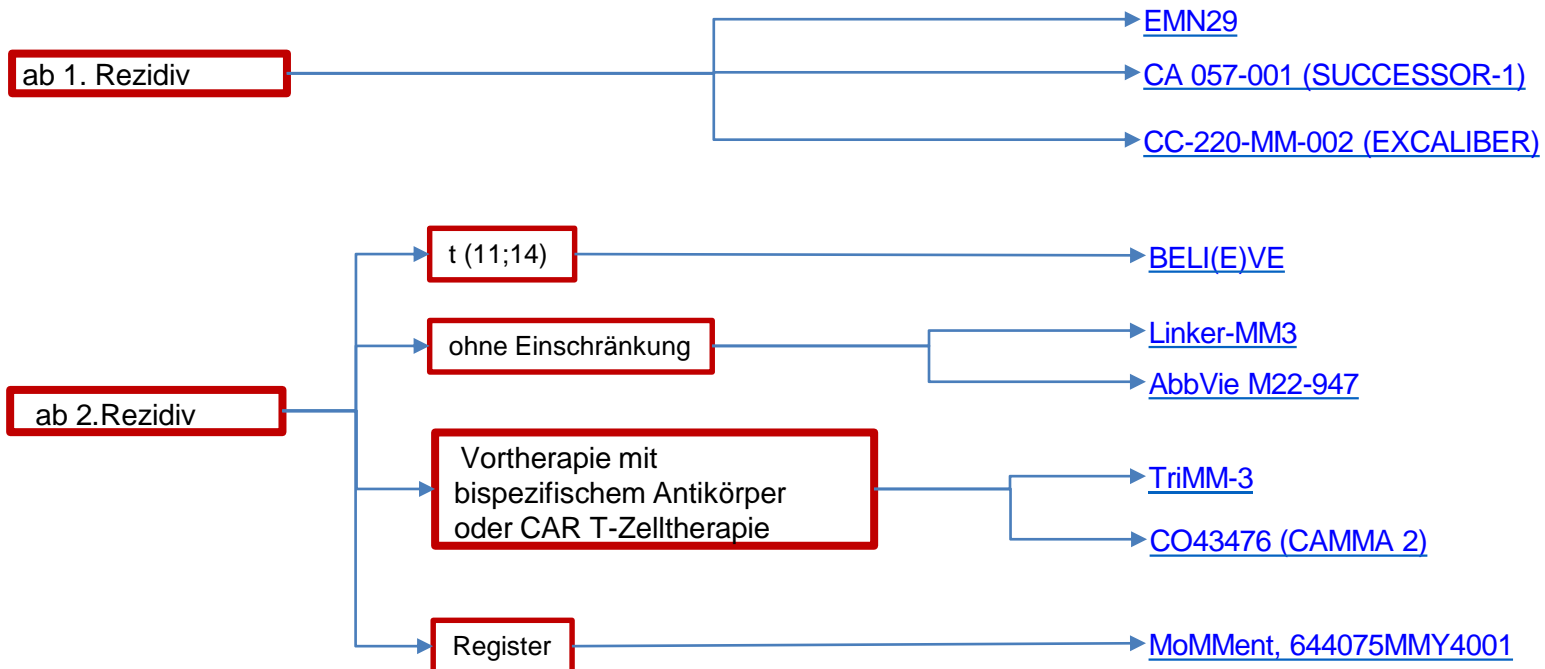 EMN29
ab 1. Rezidiv
CA 057-001 (SUCCESSOR-1)
CC-220-MM-002 (EXCALIBER)
t (11;14)
BELI(E)VE
ohne Einschränkung
Linker-MM3
AbbVie M22-947
ab 2.Rezidiv
Vortherapie mit
bispezifischem Antikörper
oder CAR T-Zelltherapie
TriMM-3
CO43476 (CAMMA 2)
Register
MoMMent, 644075MMY4001